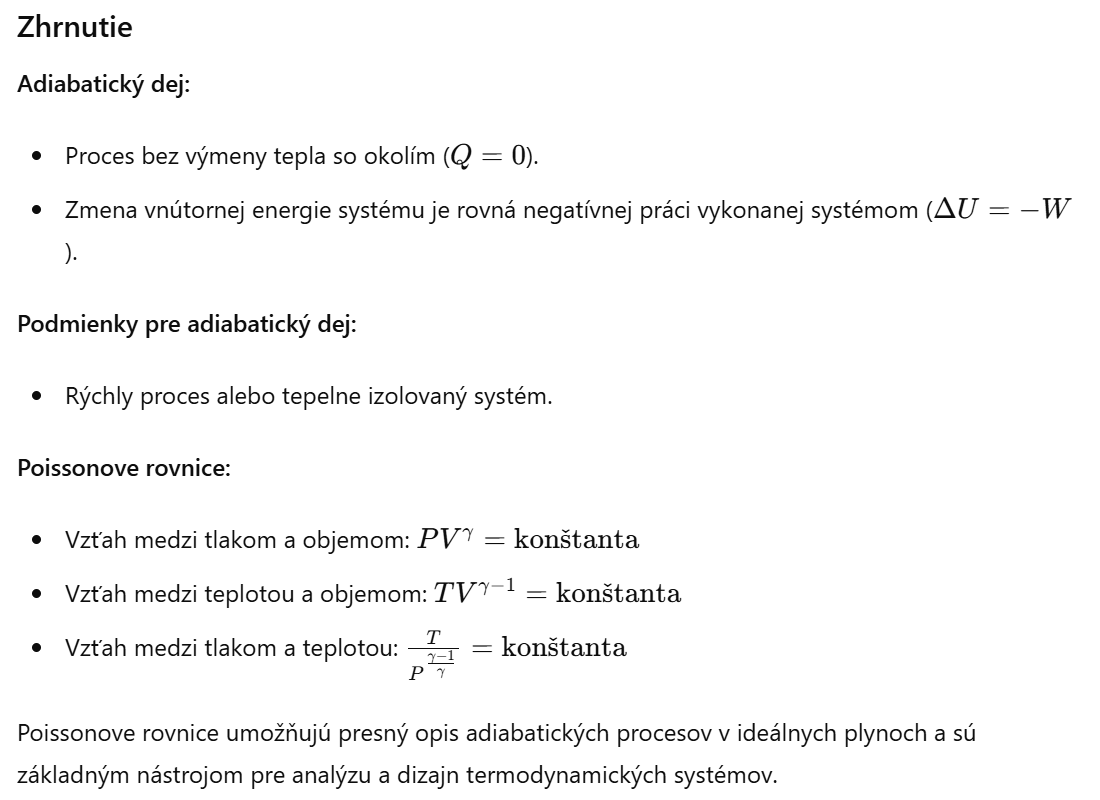 Zhrnutie
Adiabatický dej:
• Proces bez výmeny tepla so okolím (Q = 0).
• Zmena vnútornej energie systému je rovná negatívnej práci vykonanej systémom (ΔU = −W
).
Podmienky pre adiabatický dej:
• Rýchly proces alebo tepelne izolovaný systém.
Poissonove rovnice:
• Vzťah medzi tlakom a objemom: PV^γ = konštanta
• Vzťah medzi teplotou a objemom: TV^{γ−1} = konštanta
• Vzťah medzi tlakom a teplotou: \frac{T}{P^{\frac{γ−1}{γ}}} = konštanta
Poissonove rovnice umožňujú presný opis adiabatických procesov v ideálnych plynoch a sú
základným nástrojom pre analýzu a dizajn termodynamických systémov.